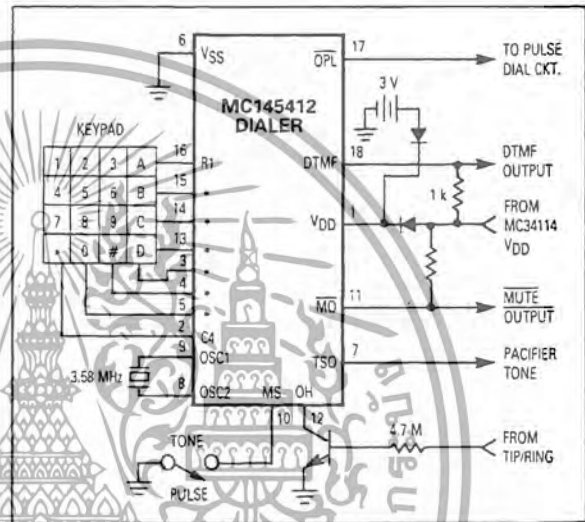 6
VSS
OPL
17
TO PULSE
DIAL CKT.
3 V
MC145412
DIALER
KEYPAD
1 2 3 A
4 5 6 B
7 8 9 C
* 0 # D
16
R1
15
14
13
3
4
5
2
C4
DTMF
18
DTMF
OUTPUT
1 k
VDD
1
FROM
MC34114
VDD
MO
11
MUTE
OUTPUT
9
OSC1
3.58 MHz
8
OSC2
TSO
7
PACIFIER
TONE
MS
OH
10
12
TONE
PULSE
4.7 M
FROM
TIP/RING